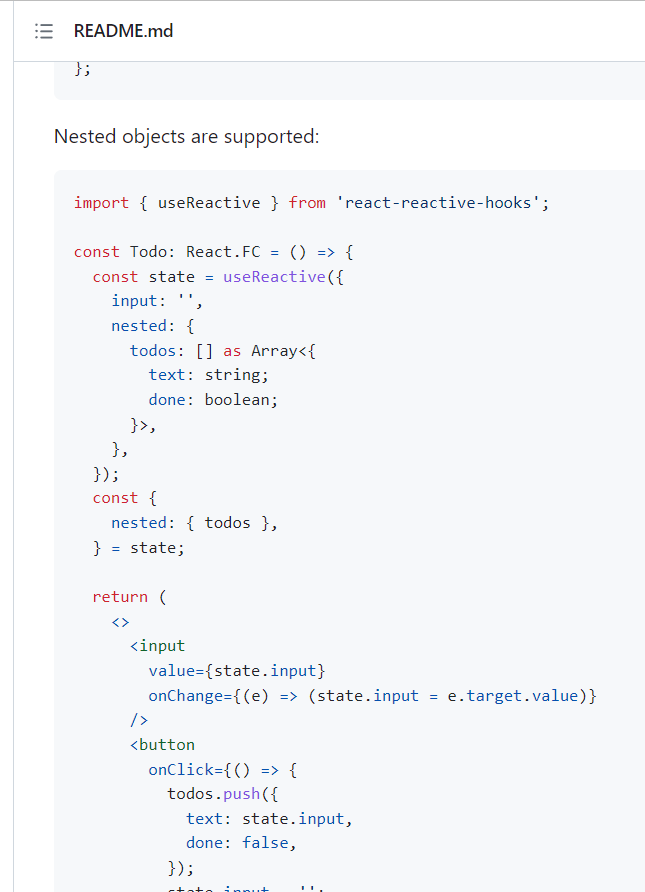 README.md
};
Nested objects are supported:
import { useReactive } from 'react-reactive-hooks';
const Todo: React.FC = () => {
const state = useReactive({
input: '',
nested: {
todos: [] as Array<{
text: string;
done: boolean;
}>,
},
});
const {
nested: { todos },
} = state;
return (
<>
<input
value={state.input}
onChange={(e) => (state.input = e.target.value)}
/>
<button
onClick={() => {
todos.push({
text: state.input,
done: false,
});
state.input = '';